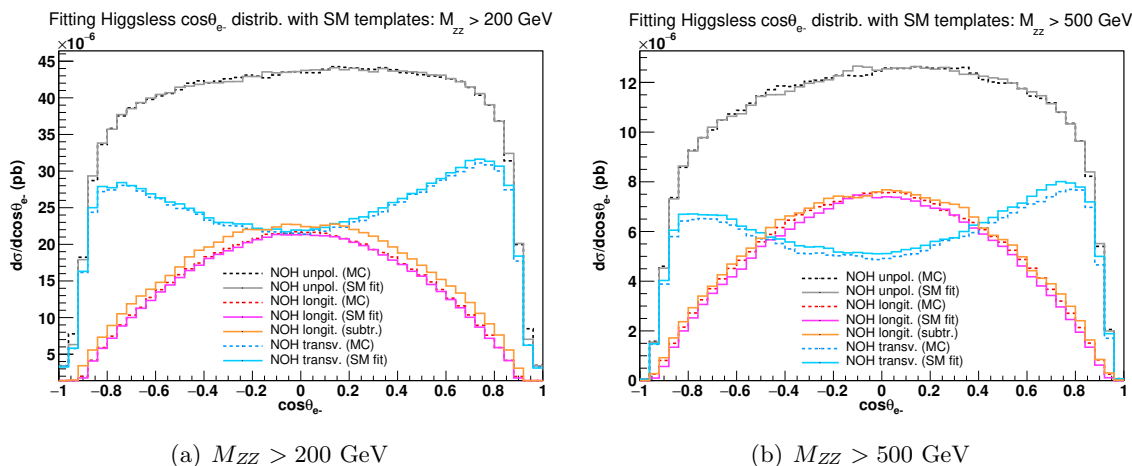 Fitting Higgsless cosθe- distrib. with SM templates: Mzz > 200 GeV
×10⁻⁶
45
40
35
30
25
20
15
10
5
dσ/dcosθe- (pb)
NOH unpol. (MC)
NOH unpol. (SM fit)
NOH longit. (MC)
NOH longit. (SM fit)
NOH longit. (subtr.)
NOH transv. (MC)
NOH transv. (SM fit)
−1 −0.8 −0.6 −0.4 −0.2 0 0.2 0.4 0.6 0.8 1
cosθe-
(a) MZZ > 200 GeV
Fitting Higgsless cosθe- distrib. with SM templates: Mzz > 500 GeV
×10⁻⁶
12
10
8
6
4
2
0
dσ/dcosθe- (pb)
NOH unpol. (MC)
NOH unpol. (SM fit)
NOH longit. (MC)
NOH longit. (SM fit)
NOH longit. (subtr.)
NOH transv. (MC)
NOH transv. (SM fit)
−1 −0.8 −0.6 −0.4 −0.2 0 0.2 0.4 0.6 0.8 1
cosθe-
(b) MZZ > 500 GeV